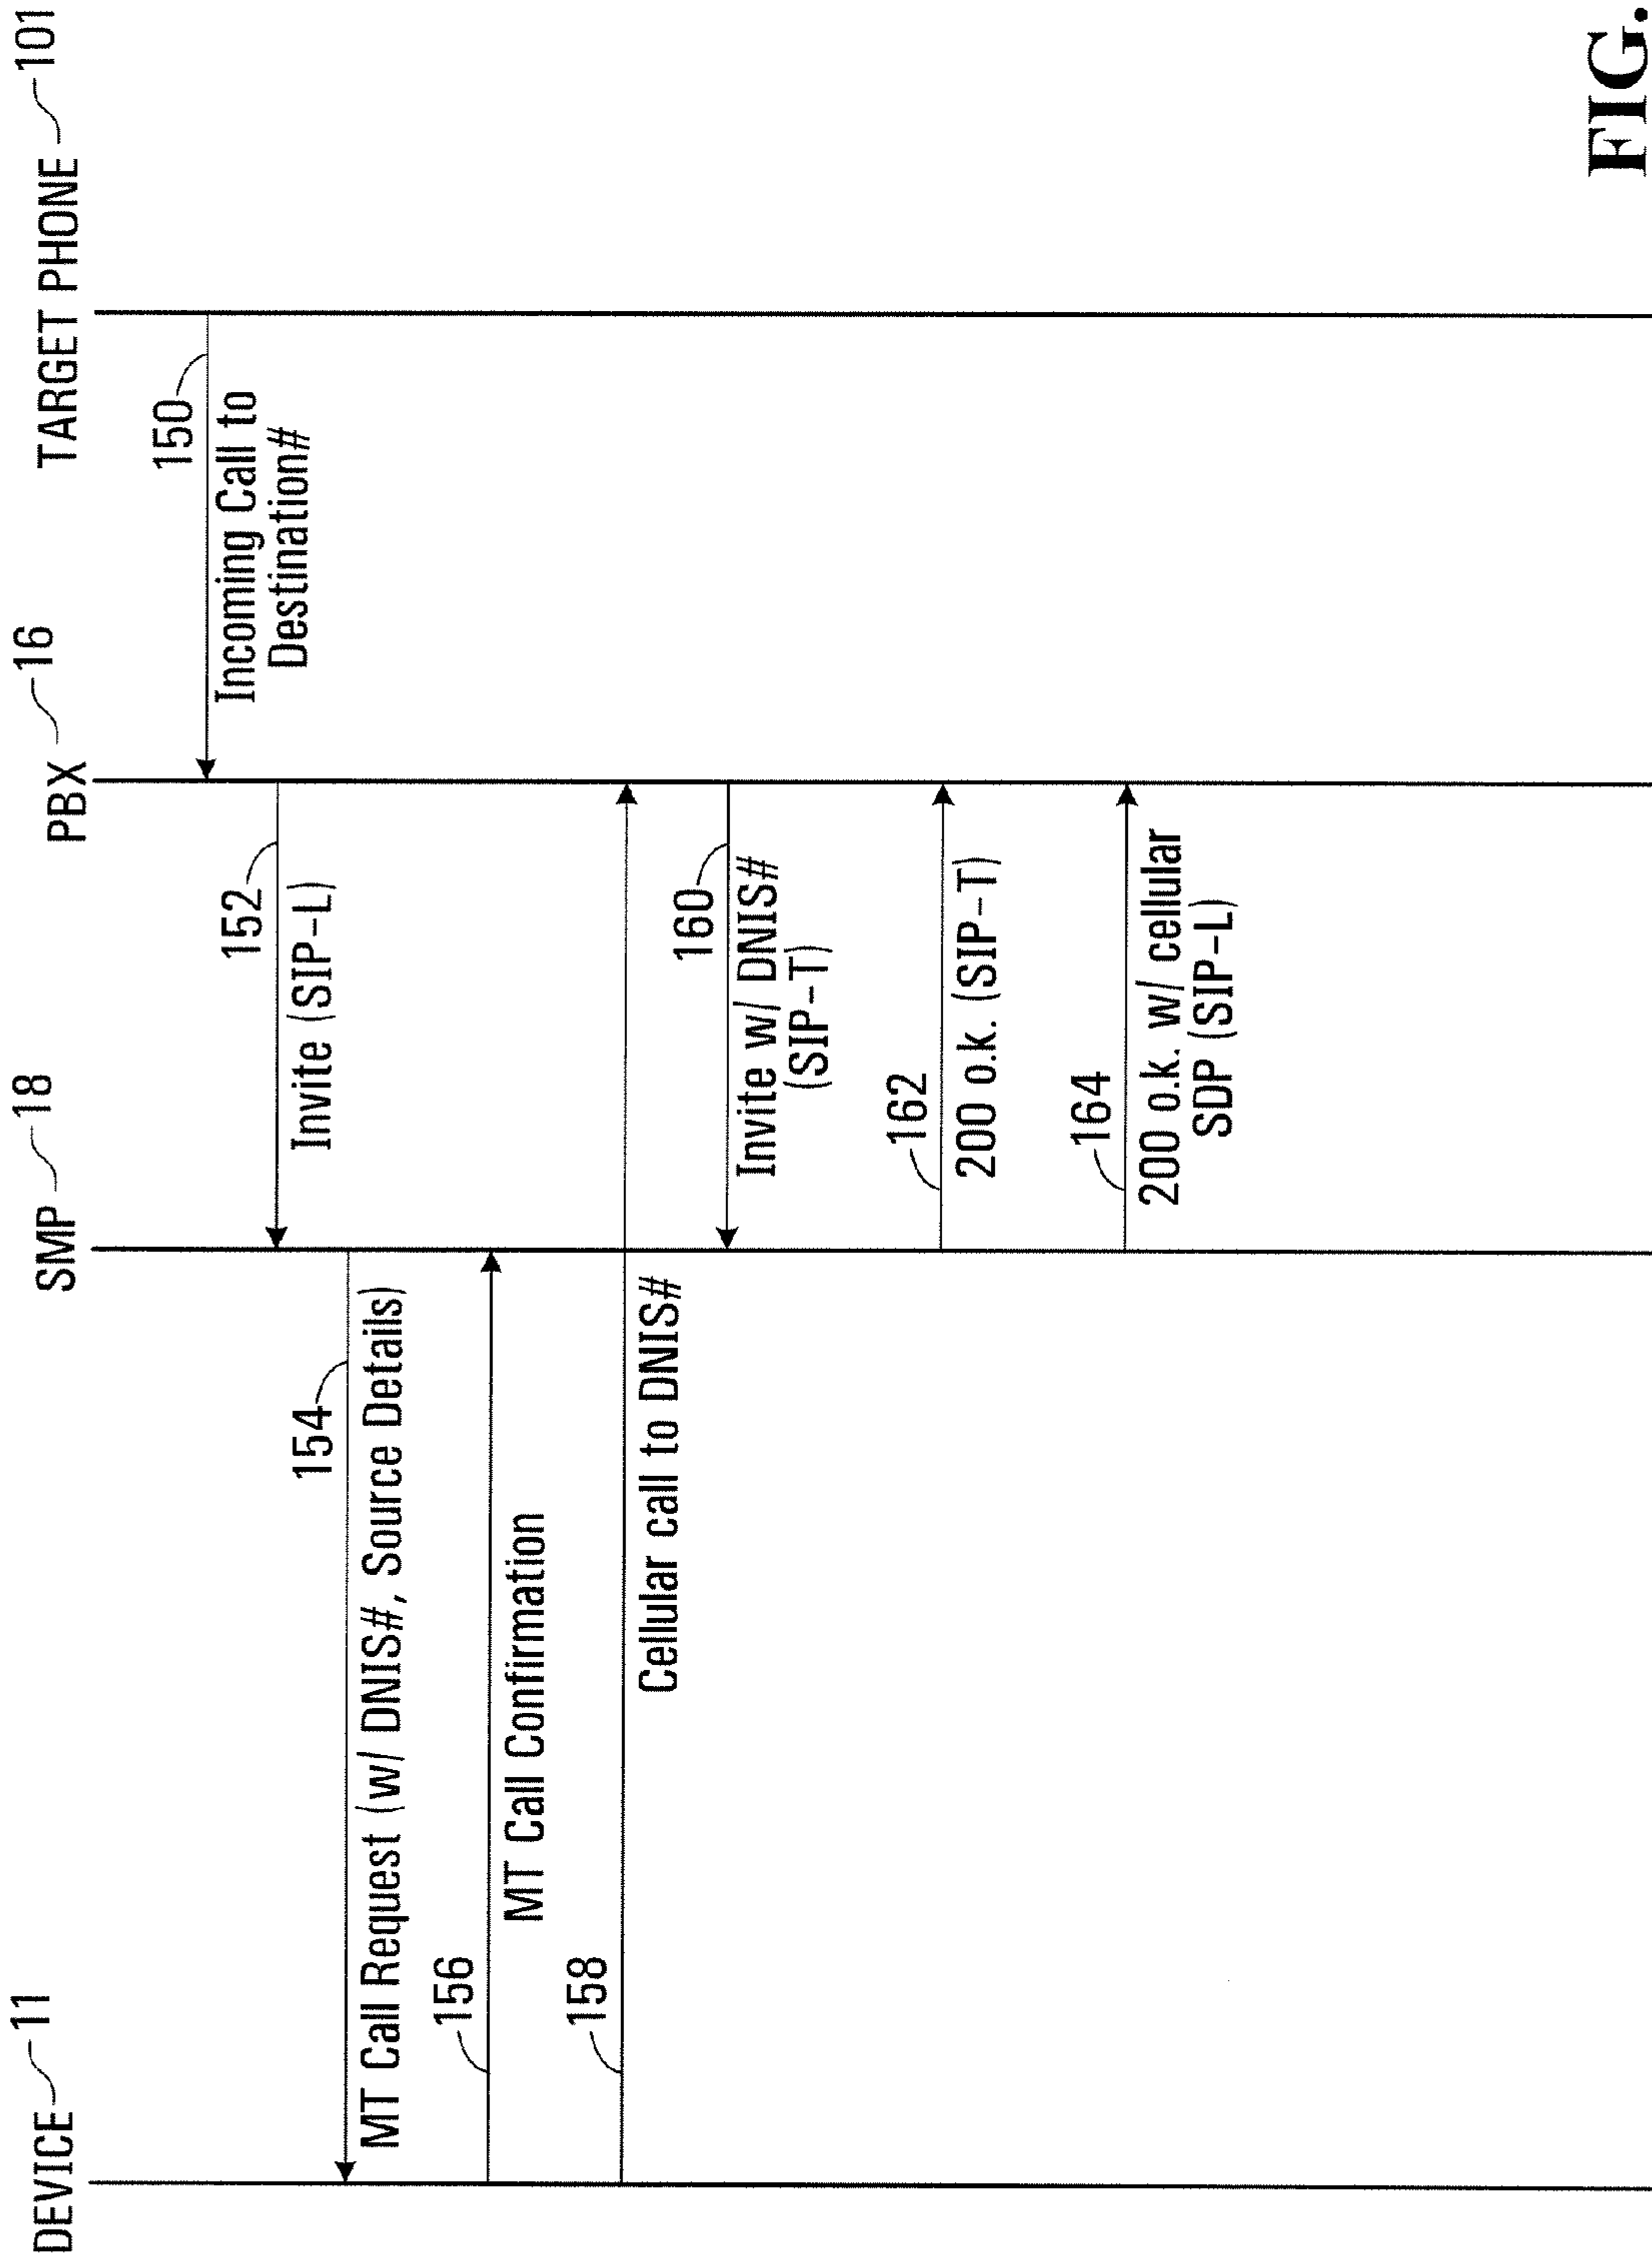 DEVICE 11
SMP 18
PBX 16
TARGET PHONE 101
150
Incoming Call to
Destination#
152
Invite (SIP-L)
154
MT Call Request (w/ DNIS#, Source Details)
156
MT Call Confirmation
158
Cellular call to DNIS#
160
Invite w/ DNIS#
(SIP-T)
162
200 o.k. (SIP-T)
164
200 o.k. w/ cellular
SDP (SIP-L)
FIG.